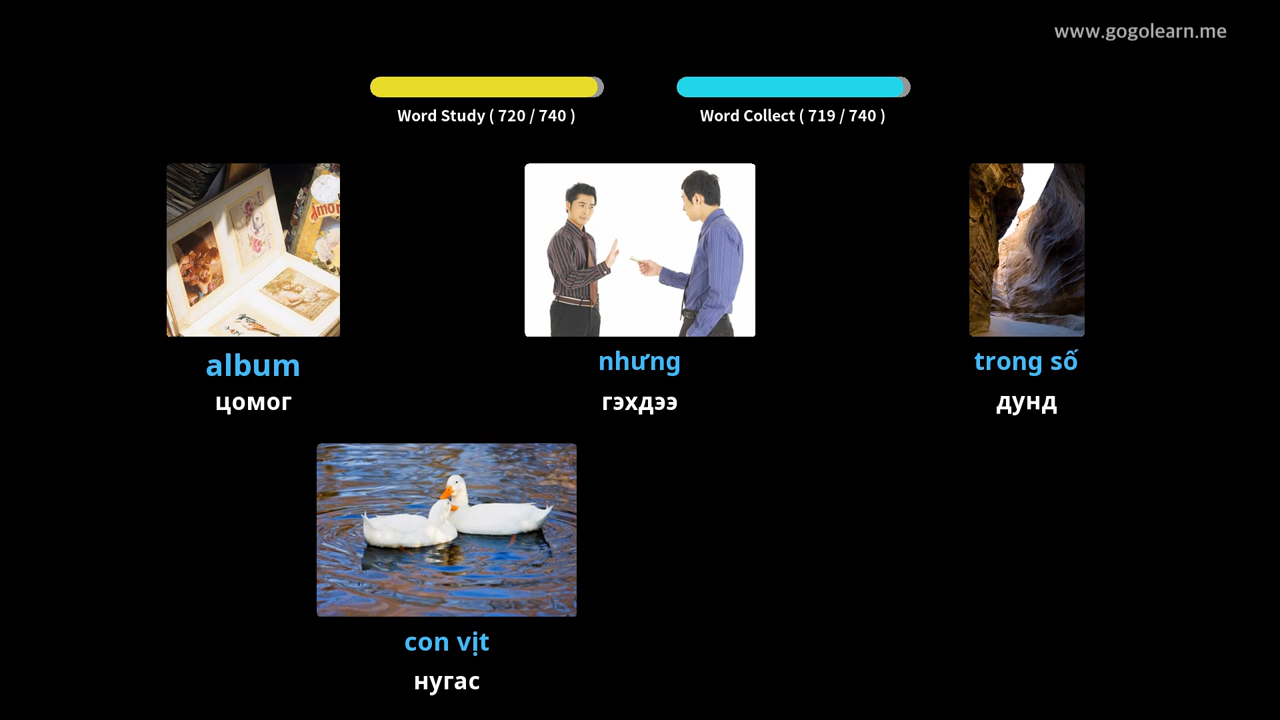 www.gogolearn.me
Word Study ( 720 / 740 )
Word Collect ( 719 / 740 )
album
цомог
nhưng
гэхдээ
trong số
дунд
con vịt
нугас